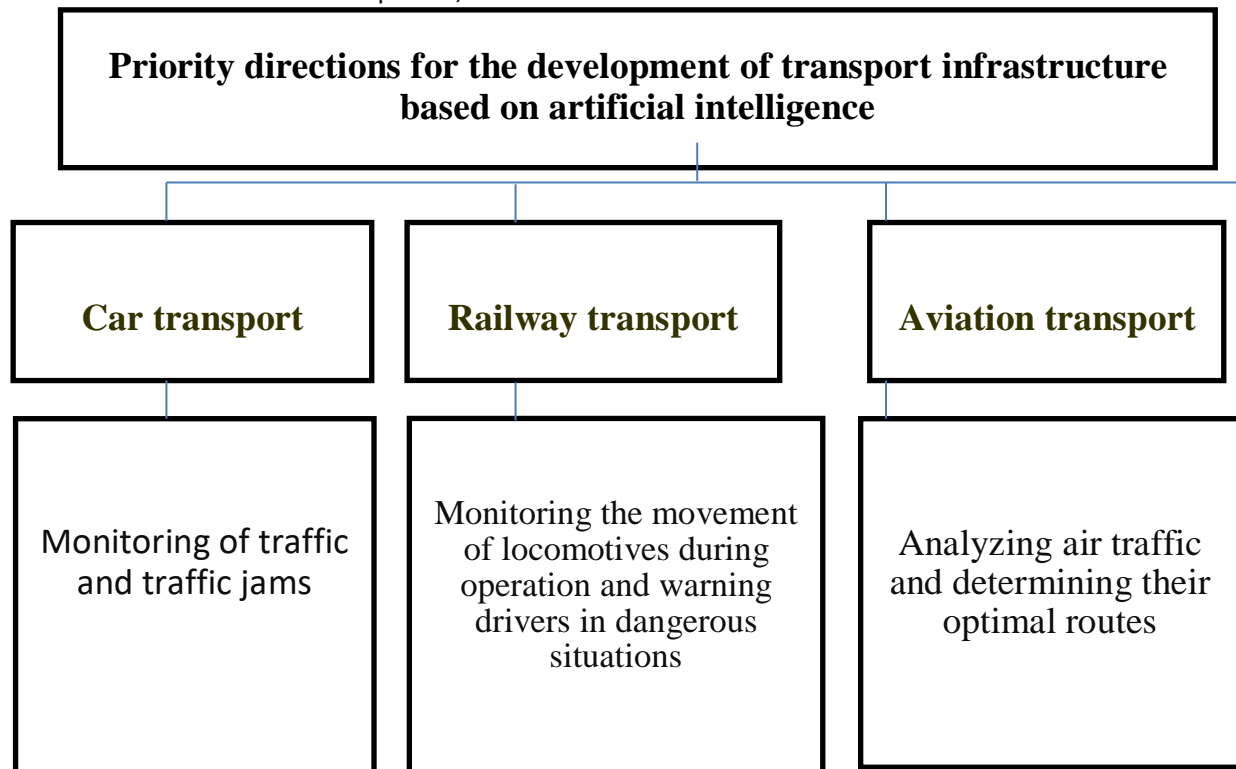 Priority directions for the development of transport infrastructure
based on artificial intelligence
Car transport
Railway transport
Aviation transport
Monitoring of traffic
and traffic jams
Monitoring the movement
of locomotives during
operation and warning
drivers in dangerous
situations
Analyzing air traffic
and determining their
optimal routes